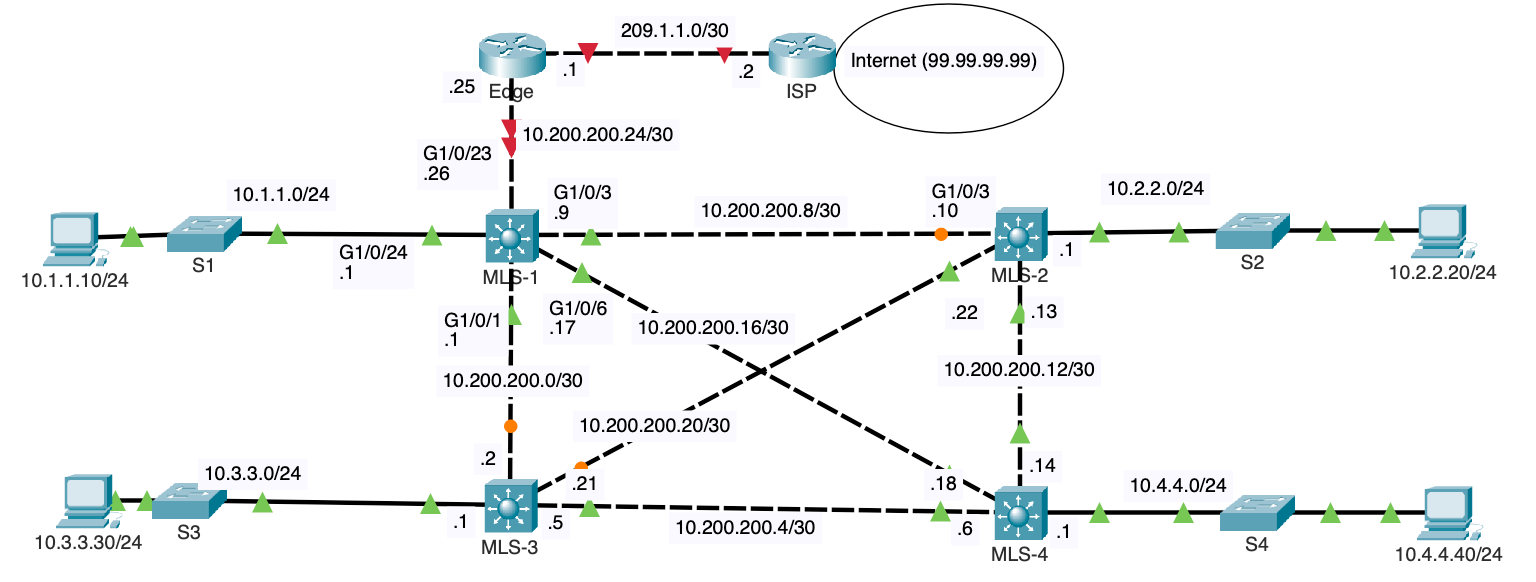 209.1.1.0/30
Internet (99.99.99.99)
.1
.2
.25
Edge
ISP
10.200.200.24/30
G1/0/23
.26
10.1.1.0/24
G1/0/3
.9
10.200.200.8/30
G1/0/3
.10
10.2.2.0/24
G1/0/24
.1
S1
10.1.1.10/24
MLS-1
MLS-2
.1
S2
10.2.2.20/24
G1/0/1
.1
G1/0/6
.17
10.200.200.16/30
.22
.13
10.200.200.0/30
10.200.200.12/30
10.200.200.20/30
.2
.21
.18
.14
10.3.3.0/24
10.4.4.0/24
.1
.5
10.200.200.4/30
.6
.1
S3
10.3.3.30/24
MLS-3
MLS-4
S4
10.4.4.40/24